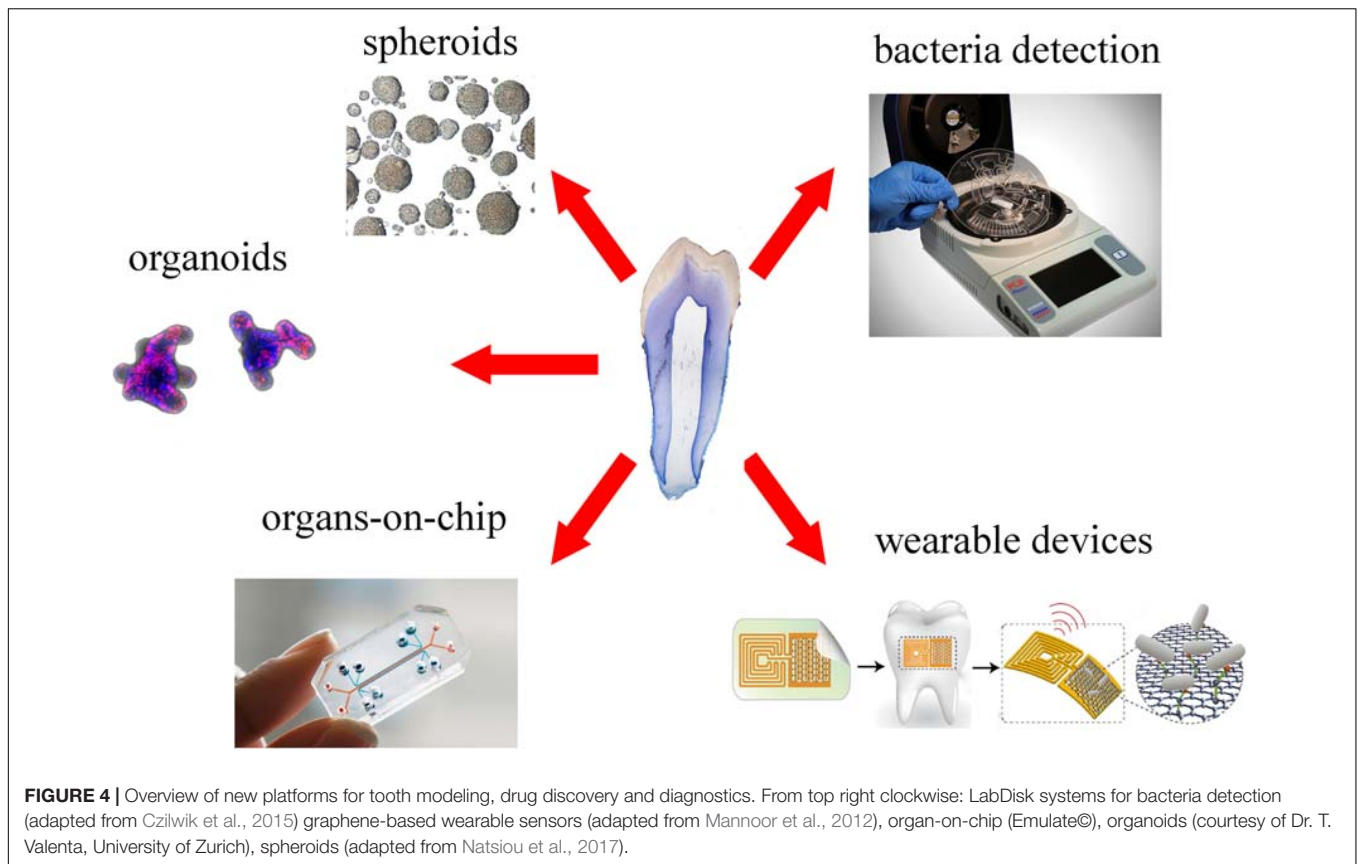 spheroids
bacteria detection
organoids
organs-on-chip
wearable devices
FIGURE 4 | Overview of new platforms for tooth modeling, drug discovery and diagnostics. From top right clockwise: LabDisk systems for bacteria detection
(adapted from Czilwik et al., 2015) graphene-based wearable sensors (adapted from Mannoor et al., 2012), organ-on-chip (Emulate©), organoids (courtesy of Dr. T.
Valenta, University of Zurich), spheroids (adapted from Natsiou et al., 2017).